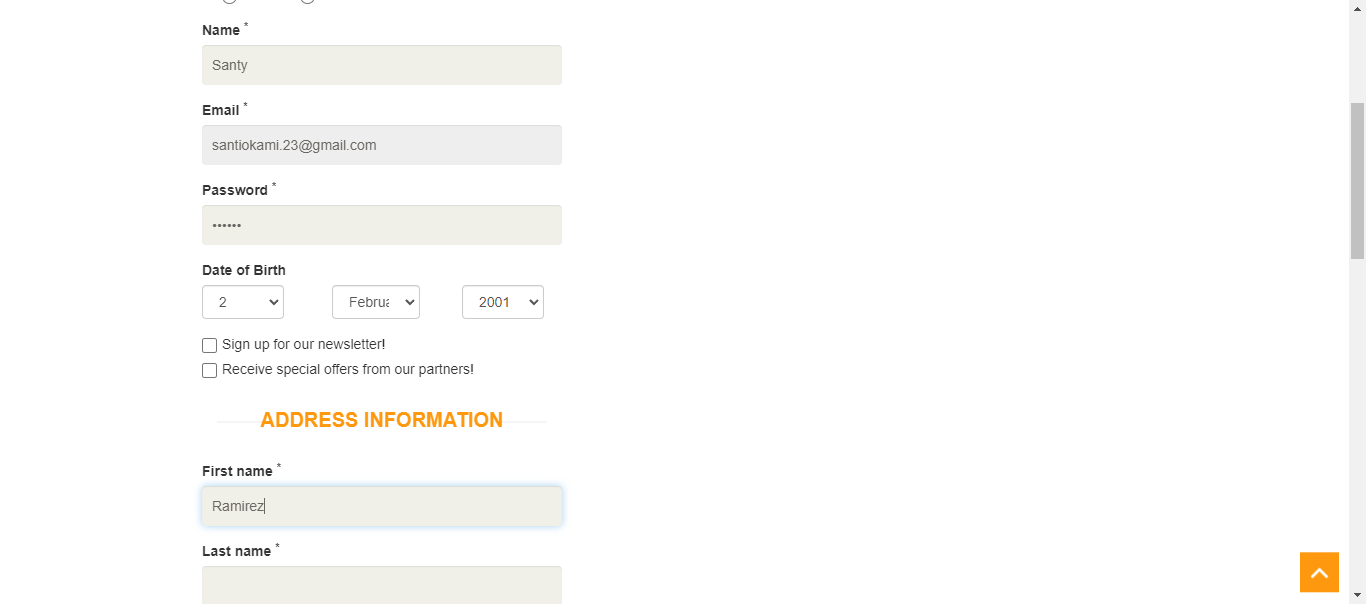 Name *
Santy
Email *
santiokami.23@gmail.com
Password *
••••••
Date of Birth
2 Februa 2001
Sign up for our newsletter!
Receive special offers from our partners!
ADDRESS INFORMATION
First name *
Ramirez
Last name *